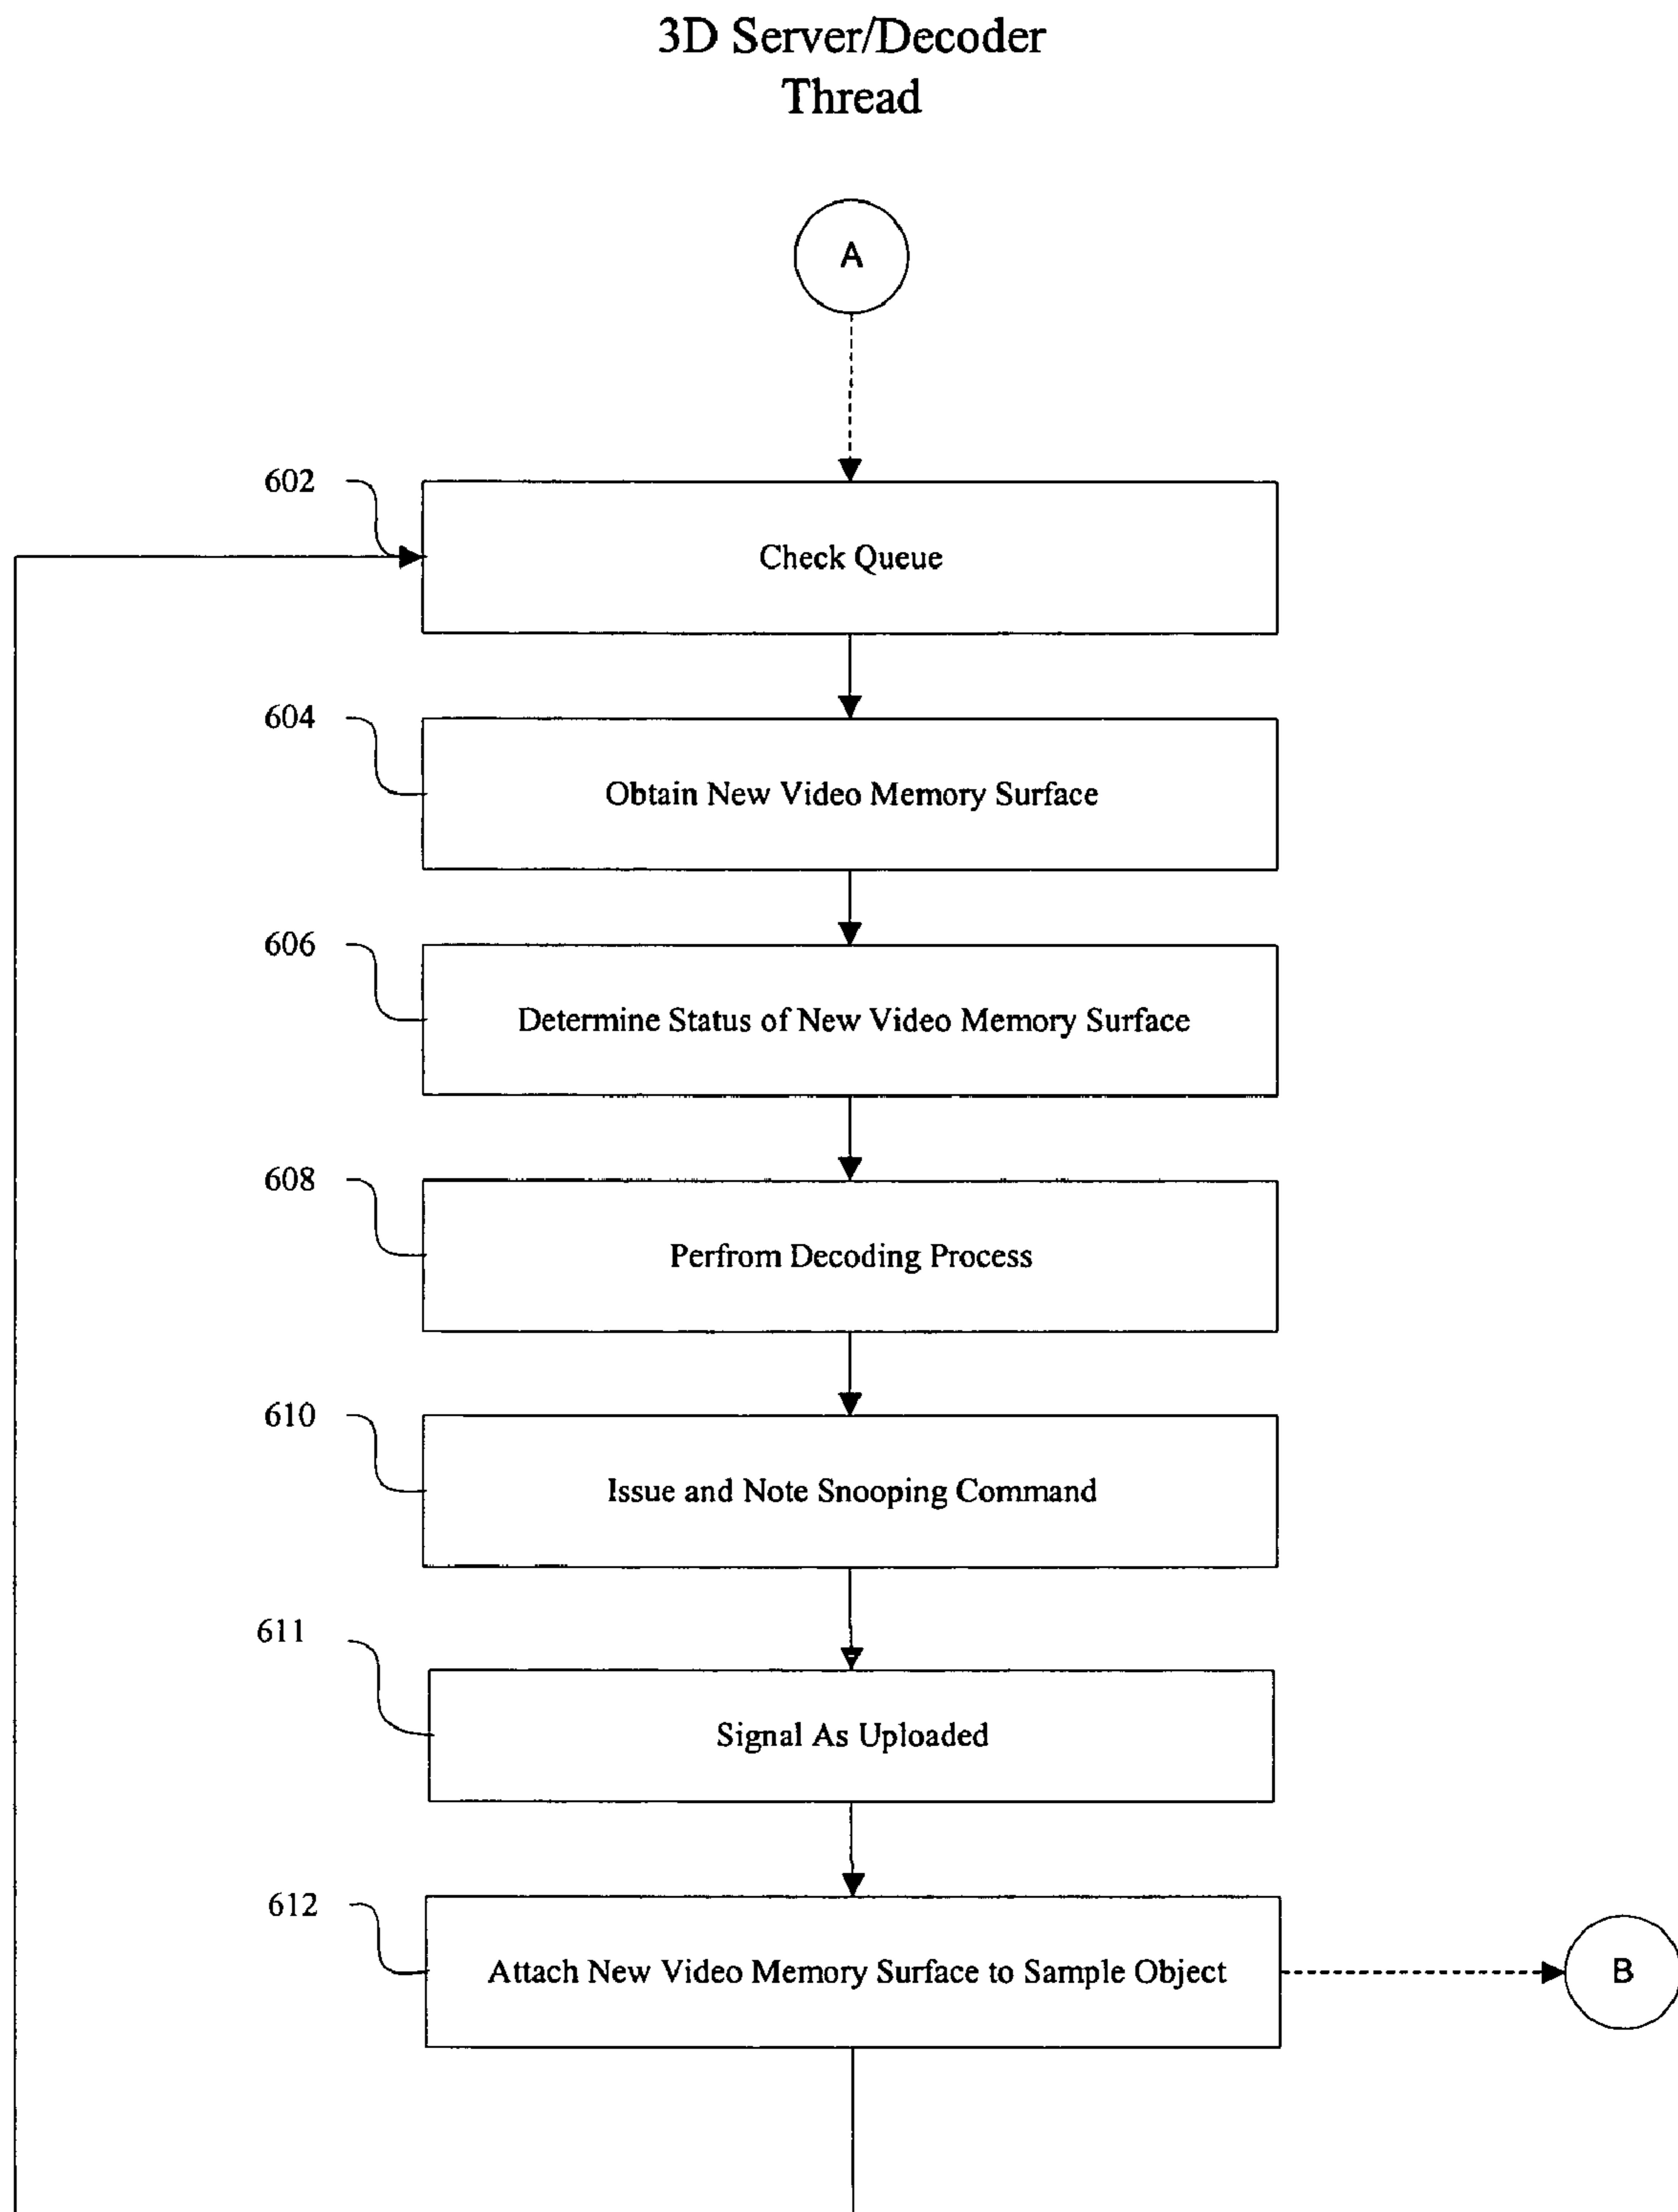 3D Server/Decoder
Thread
A
602
Check Queue
604
Obtain New Video Memory Surface
606
Determine Status of New Video Memory Surface
608
Perfrom Decoding Process
610
Issue and Note Snooping Command
611
Signal As Uploaded
612
Attach New Video Memory Surface to Sample Object
B